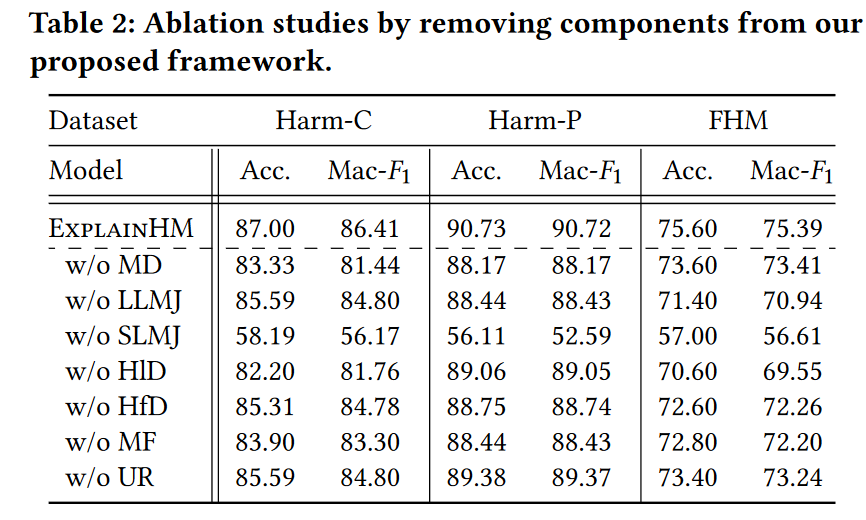 Table 2: Ablation studies by removing components from our
proposed framework.
Dataset Harm-C Harm-P FHM
Model Acc. Mac-F1 Acc. Mac-F1 Acc. Mac-F1
EXPLAINHM 87.00 86.41 90.73 90.72 75.60 75.39
w/o MD 83.33 81.44 88.17 88.17 73.60 73.41
w/o LLMJ 85.59 84.80 88.44 88.43 71.40 70.94
w/o SLMJ 58.19 56.17 56.11 52.59 57.00 56.61
w/o HlD 82.20 81.76 89.06 89.05 70.60 69.55
w/o HfD 85.31 84.78 88.75 88.74 72.60 72.26
w/o MF 83.90 83.30 88.44 88.43 72.80 72.20
w/o UR 85.59 84.80 89.38 89.37 73.40 73.24